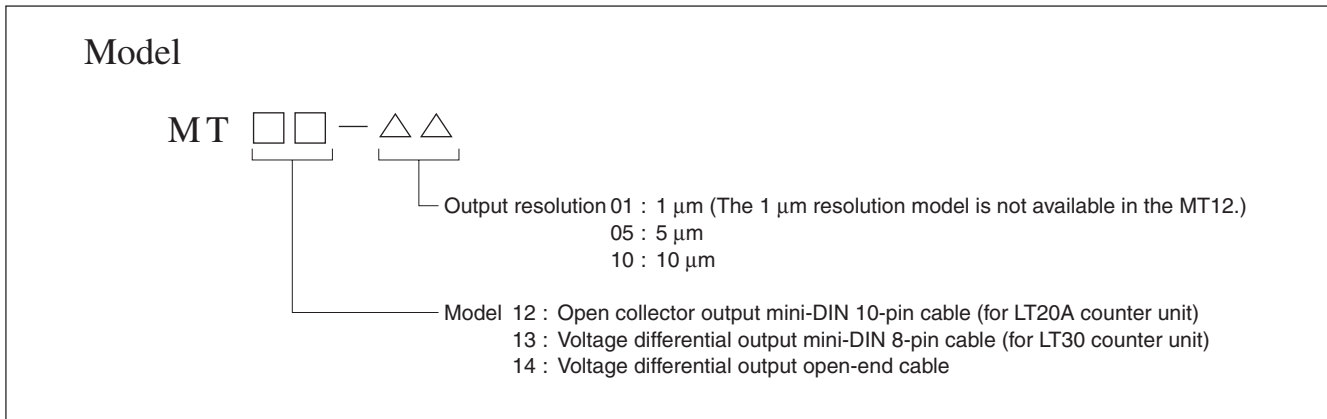 Model
MT □□ — △△
Output resolution 01 : 1 μm (The 1 μm resolution model is not available in the MT12.)
05 : 5 μm
10 : 10 μm
Model 12 : Open collector output mini-DIN 10-pin cable (for LT20A counter unit)
13 : Voltage differential output mini-DIN 8-pin cable (for LT30 counter unit)
14 : Voltage differential output open-end cable